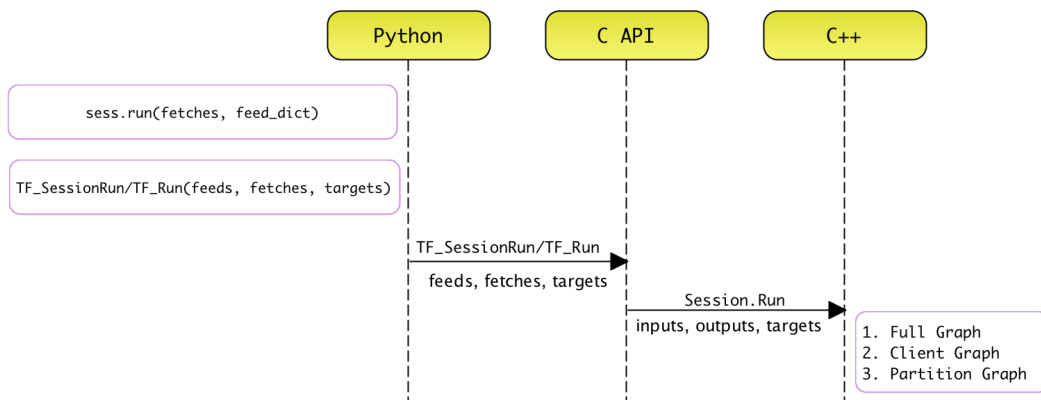 Python
C API
C++
sess.run(fetches, feed_dict)
TF_SessionRun/TF_Run(feeds, fetches, targets)
TF_SessionRun/TF_Run
feeds, fetches, targets
Session.Run
inputs, outputs, targets
1. Full Graph
2. Client Graph
3. Partition Graph